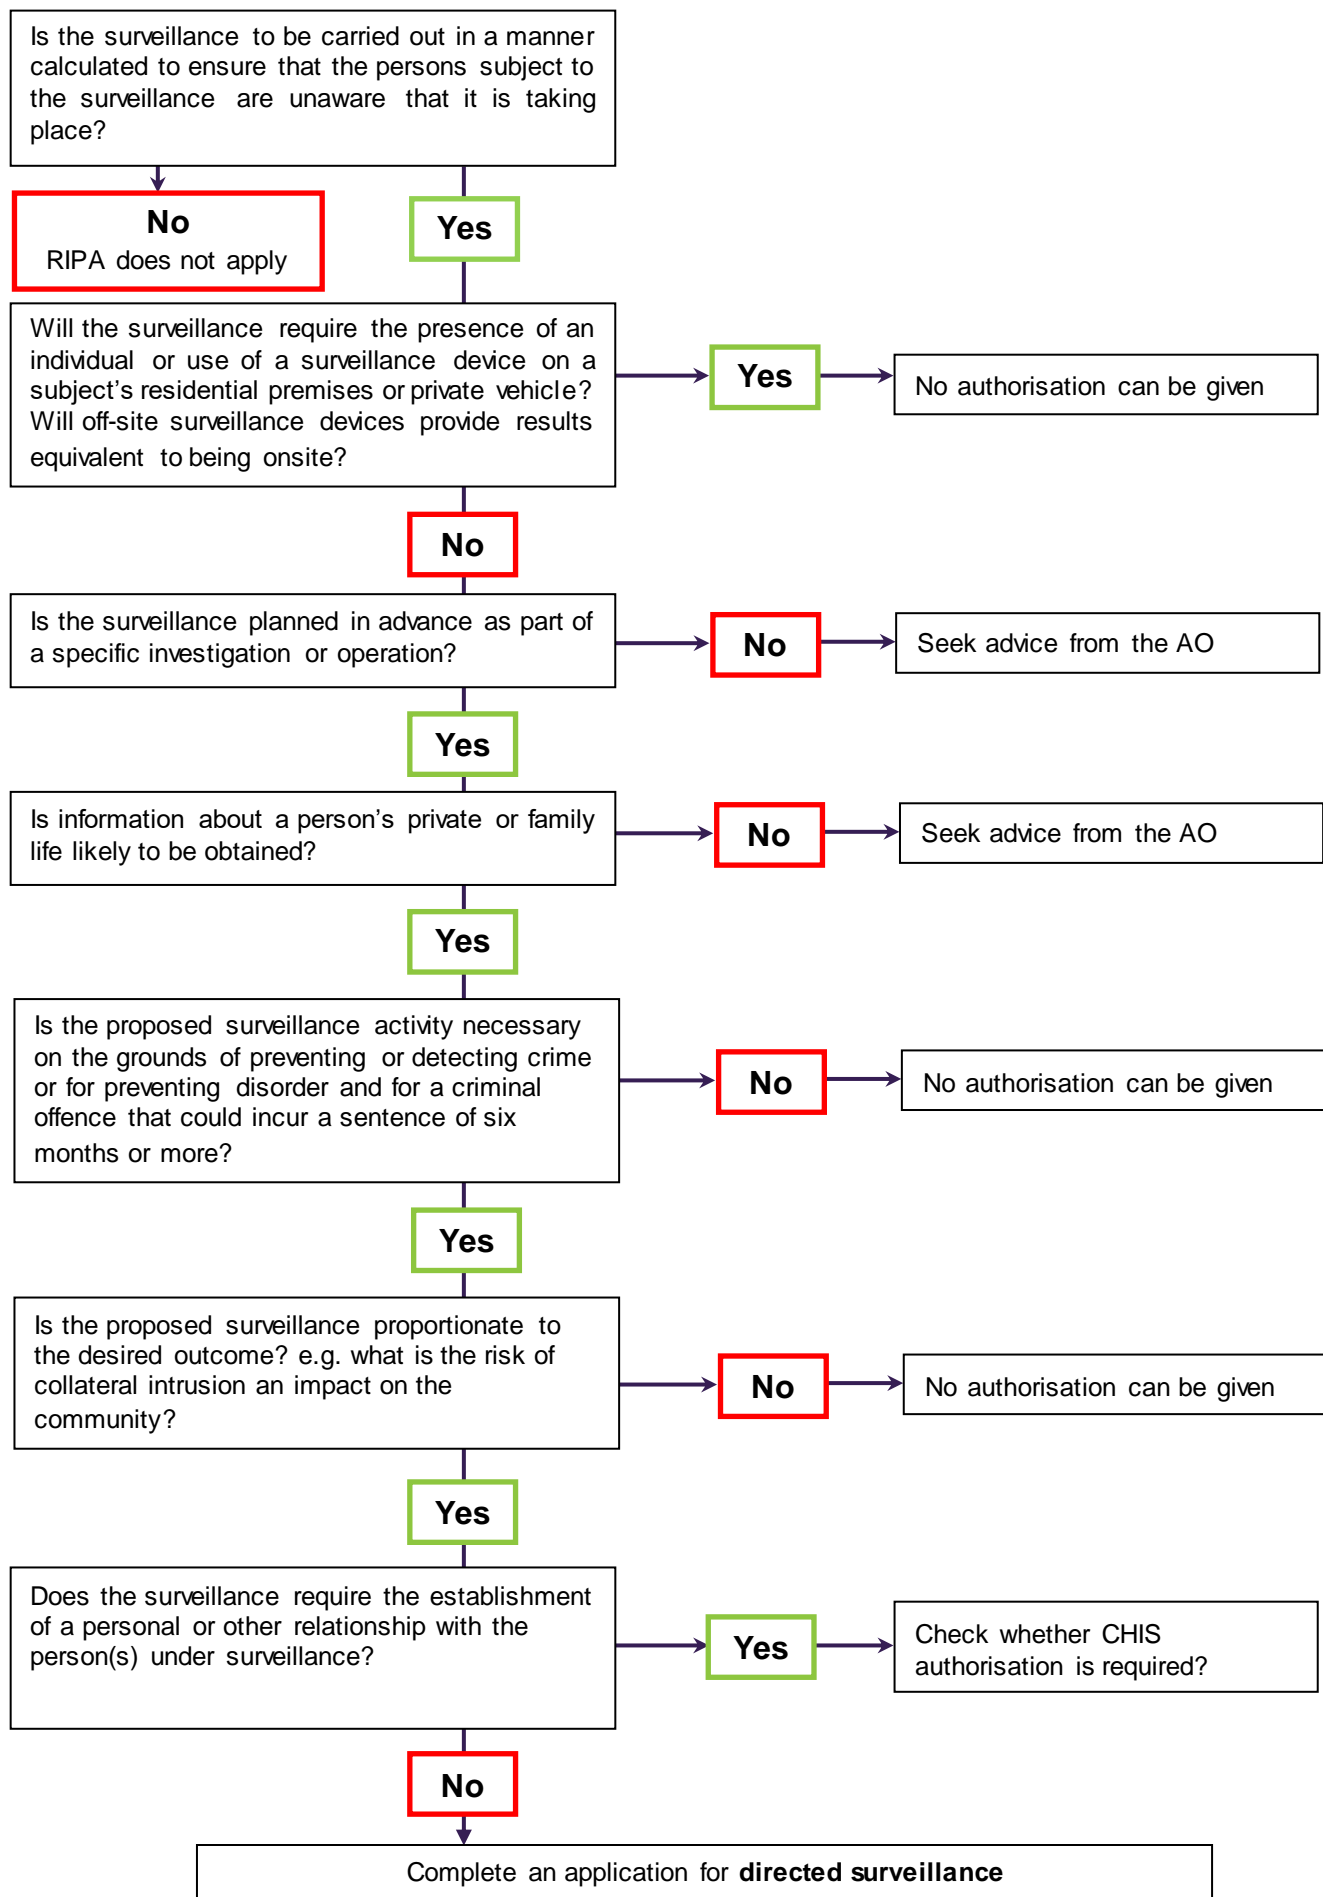 Is the surveillance to be carried out in a manner
calculated to ensure that the persons subject to
the surveillance are unaware that it is taking
place?
No
RIPA does not apply
Yes
Will the surveillance require the presence of an
individual or use of a surveillance device on a
subject's residential premises or private vehicle?
Will off-site surveillance devices provide results
equivalent to being onsite?
Yes
No authorisation can be given
No
Is the surveillance planned in advance as part of
a specific investigation or operation?
No
Seek advice from the AO
Yes
Is information about a person's private or family
life likely to be obtained?
No
Seek advice from the AO
Yes
Is the proposed surveillance activity necessary
on the grounds of preventing or detecting crime
or for preventing disorder and for a criminal
offence that could incur a sentence of six
months or more?
No
No authorisation can be given
Yes
Is the proposed surveillance proportionate to
the desired outcome? e.g. what is the risk of
collateral intrusion an impact on the
community?
No
No authorisation can be given
Yes
Does the surveillance require the establishment
of a personal or other relationship with the
person(s) under surveillance?
Yes
Check whether CHIS
authorisation is required?
No
Complete an application for directed surveillance